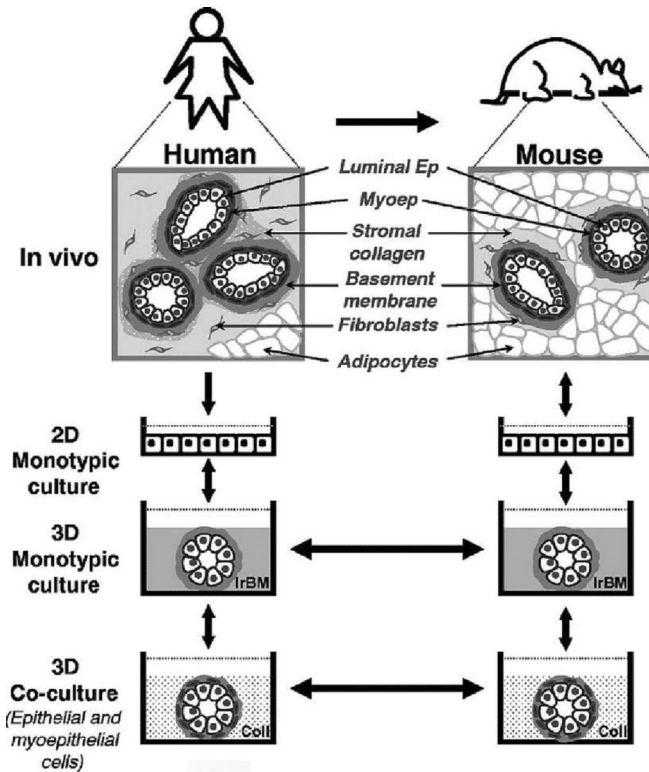 Human
Mouse
In vivo
Luminal Ep
Myoep
Stromal
collagen
Basement
membrane
Fibroblasts
Adipocytes
2D
Monotypic
culture
3D
Monotypic
culture
IrBM
IrBM
3D
Co-culture
(Epithelial and
myoepithelial
cells)
Coll
Coll